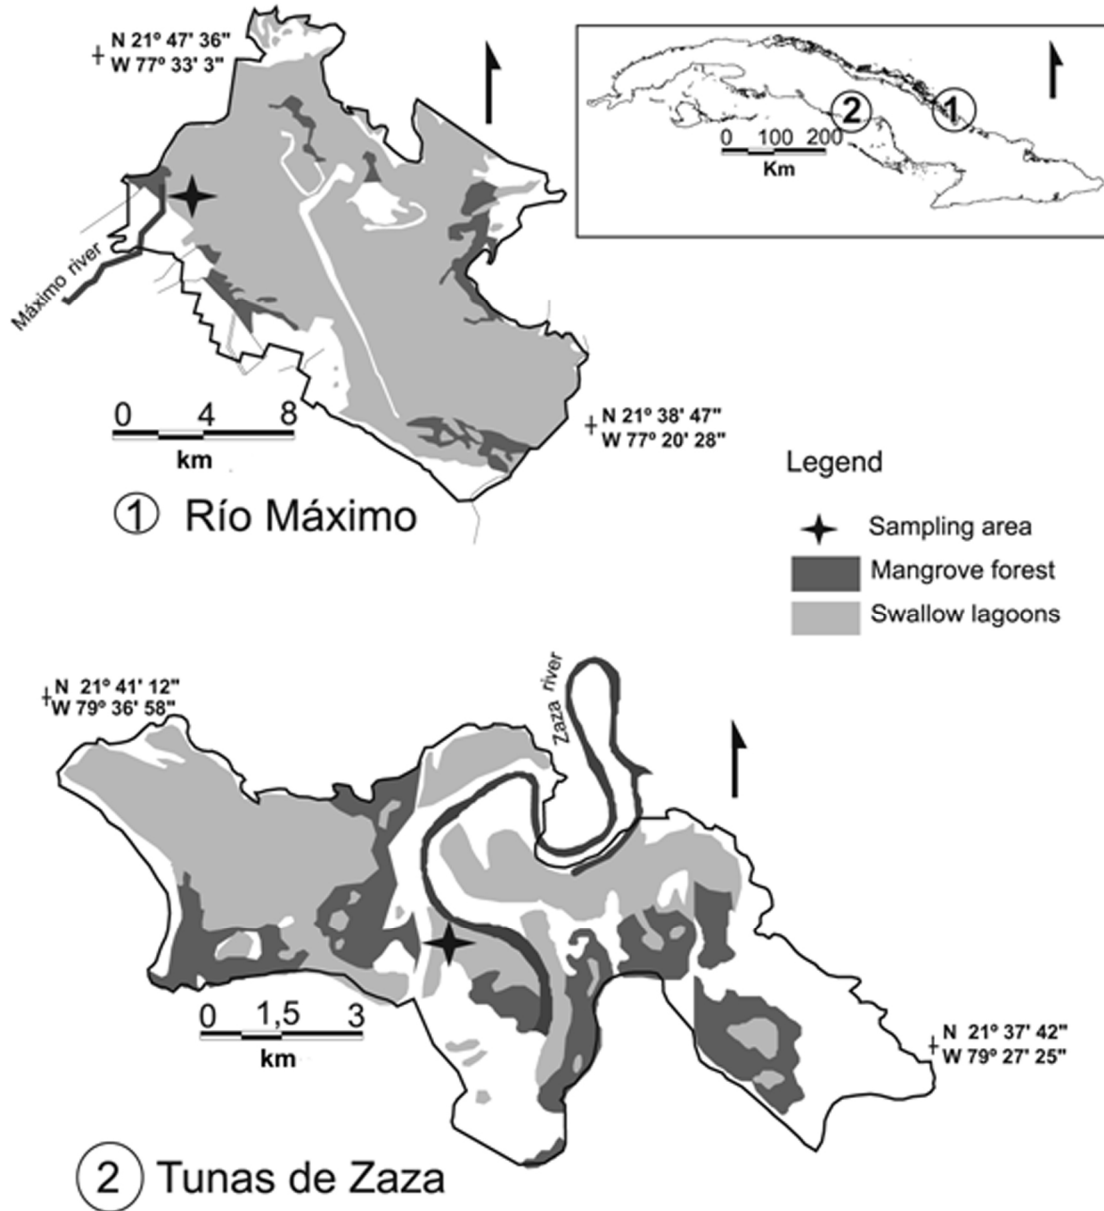 N 21º 47' 36"
W 77º 33' 3"
2
1
0 100 200
Km
Máximo river
0 4 8
km
N 21º 38' 47"
W 77º 20' 28"
1 Río Máximo
Legend
Sampling area
Mangrove forest
Swallow lagoons
N 21º 41' 12"
W 79º 36' 58"
Zaza river
0 1,5 3
km
N 21º 37' 42"
W 79º 27' 25"
2 Tunas de Zaza